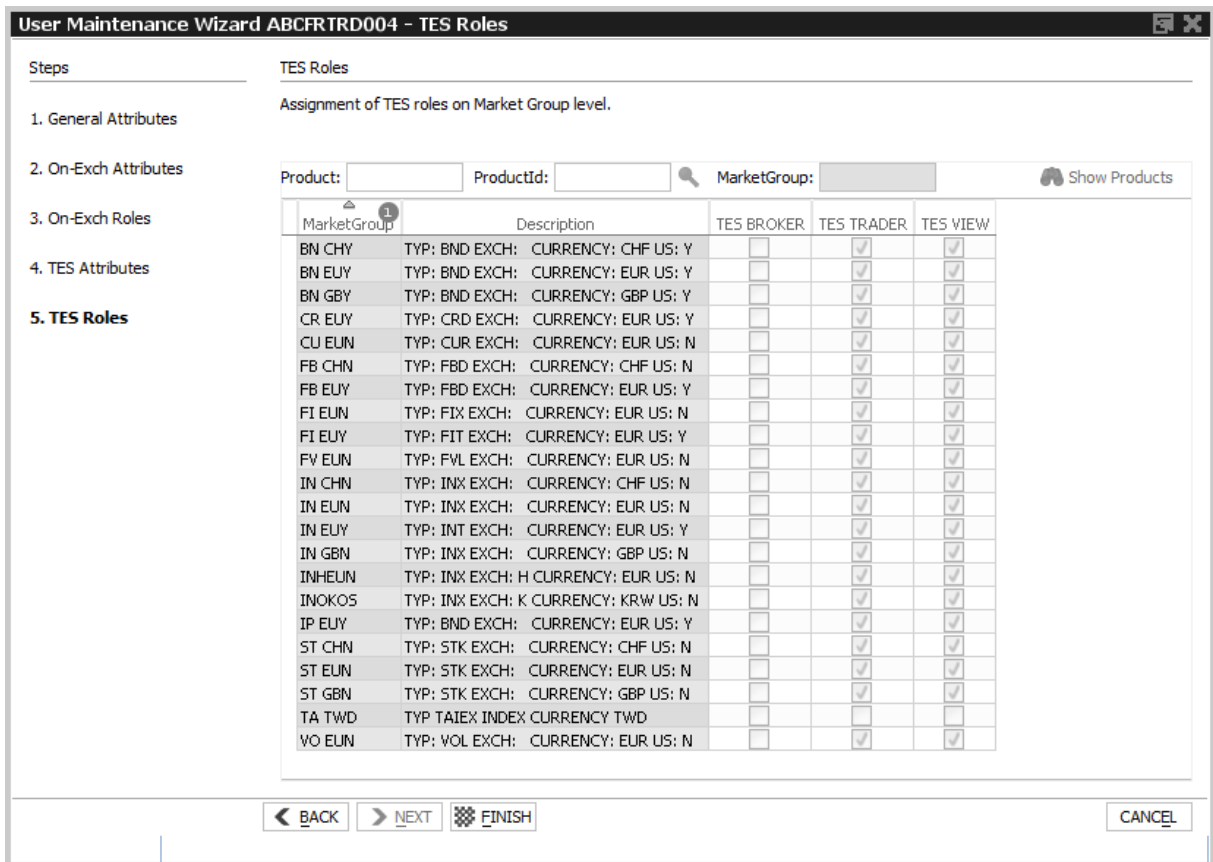 User Maintenance Wizard ABCFRTRD004 - TES Roles
Steps
1. General Attributes
2. On-Exch Attributes
3. On-Exch Roles
4. TES Attributes
5. TES Roles
TES Roles
Assignment of TES roles on Market Group level.
Product: ProductId: MarketGroup: Show Products
MarketGroup 1 Description TES BROKER TES TRADER TES VIEW
BN CHY TYP: BND EXCH: CURRENCY: CHF US: Y
BN EUY TYP: BND EXCH: CURRENCY: EUR US: Y
BN GBY TYP: BND EXCH: CURRENCY: GBP US: Y
CR EUY TYP: CRD EXCH: CURRENCY: EUR US: Y
CU EUN TYP: CUR EXCH: CURRENCY: EUR US: N
FB CHN TYP: FBD EXCH: CURRENCY: CHF US: N
FB EUY TYP: FBD EXCH: CURRENCY: EUR US: Y
FI EUN TYP: FIX EXCH: CURRENCY: EUR US: N
FI EUY TYP: FIT EXCH: CURRENCY: EUR US: Y
FV EUN TYP: FVL EXCH: CURRENCY: EUR US: N
IN CHN TYP: INX EXCH: CURRENCY: CHF US: N
IN EUN TYP: INX EXCH: CURRENCY: EUR US: N
IN EUY TYP: INT EXCH: CURRENCY: EUR US: Y
IN GBN TYP: INX EXCH: CURRENCY: GBP US: N
INHEUN TYP: INX EXCH: H CURRENCY: EUR US: N
INOKOS TYP: INX EXCH: K CURRENCY: KRW US: N
IP EUY TYP: BND EXCH: CURRENCY: EUR US: Y
ST CHN TYP: STK EXCH: CURRENCY: CHF US: N
ST EUN TYP: STK EXCH: CURRENCY: EUR US: N
ST GBN TYP: STK EXCH: CURRENCY: GBP US: N
TA TWD TYP TAIEX INDEX CURRENCY TWD
VO EUN TYP: VOL EXCH: CURRENCY: EUR US: N
BACK NEXT FINISH CANCEL